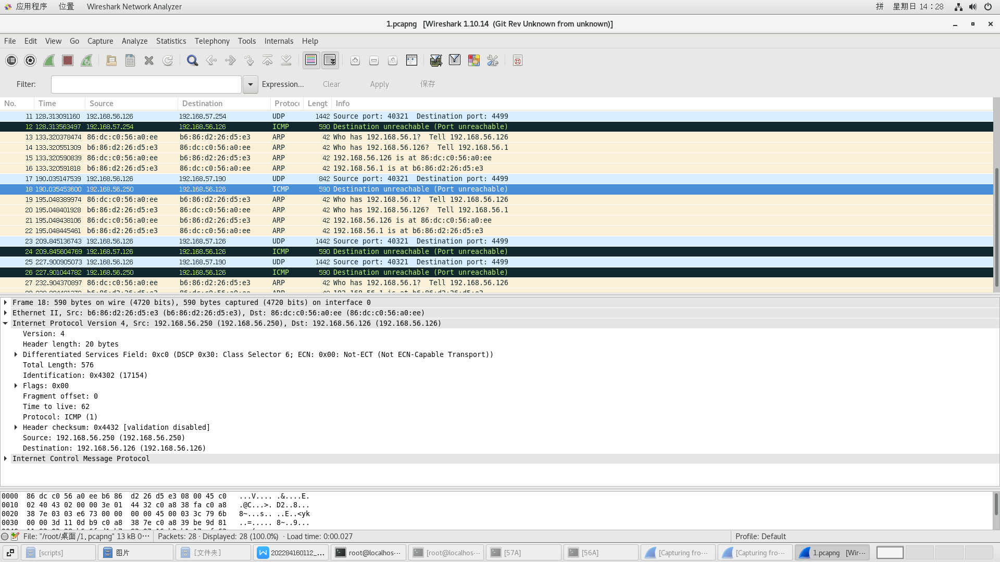 应用程序 位置 Wireshark Network Analyzer 拼 星期日 14：28
1.pcapng [Wireshark 1.10.14 (Git Rev Unknown from unknown)]
File Edit View Go Capture Analyze Statistics Telephony Tools Internals Help
Filter: Expression... Clear Apply 保存
No. Time Source Destination Protoc Lengt Info
11 128.313091160 192.168.56.126 192.168.57.254 UDP 1442 Source port: 40321 Destination port: 4499
12 128.313563497 192.168.57.254 192.168.56.126 ICMP 590 Destination unreachable (Port unreachable)
13 133.320378474 86:dc:c0:56:a0:ee b6:86:d2:26:d5:e3 ARP 42 Who has 192.168.56.1? Tell 192.168.56.126
14 133.320551309 b6:86:d2:26:d5:e3 86:dc:c0:56:a0:ee ARP 42 Who has 192.168.56.126? Tell 192.168.56.1
15 133.320590839 86:dc:c0:56:a0:ee b6:86:d2:26:d5:e3 ARP 42 192.168.56.126 is at 86:dc:c0:56:a0:ee
16 133.320591818 b6:86:d2:26:d5:e3 86:dc:c0:56:a0:ee ARP 42 192.168.56.1 is at b6:86:d2:26:d5:e3
17 190.035147539 192.168.56.126 192.168.57.190 UDP 842 Source port: 40321 Destination port: 4499
18 190.035453600 192.168.56.250 192.168.56.126 ICMP 590 Destination unreachable (Port unreachable)
19 195.048389974 86:dc:c0:56:a0:ee b6:86:d2:26:d5:e3 ARP 42 Who has 192.168.56.1? Tell 192.168.56.126
20 195.048401928 b6:86:d2:26:d5:e3 86:dc:c0:56:a0:ee ARP 42 Who has 192.168.56.126? Tell 192.168.56.1
21 195.048438106 86:dc:c0:56:a0:ee b6:86:d2:26:d5:e3 ARP 42 192.168.56.126 is at 86:dc:c0:56:a0:ee
22 195.048445461 b6:86:d2:26:d5:e3 86:dc:c0:56:a0:ee ARP 42 192.168.56.1 is at b6:86:d2:26:d5:e3
23 209.845136743 192.168.56.126 192.168.57.126 UDP 1442 Source port: 40321 Destination port: 4499
24 209.845604769 192.168.57.126 192.168.56.126 ICMP 590 Destination unreachable (Port unreachable)
25 227.900905073 192.168.56.126 192.168.57.190 UDP 1442 Source port: 40321 Destination port: 4499
26 227.901044782 192.168.56.250 192.168.56.126 ICMP 590 Destination unreachable (Port unreachable)
27 232.904370897 86:dc:c0:56:a0:ee b6:86:d2:26:d5:e3 ARP 42 Who has 192.168.56.1? Tell 192.168.56.126
Frame 18: 590 bytes on wire (4720 bits), 590 bytes captured (4720 bits) on interface 0
Ethernet II, Src: b6:86:d2:26:d5:e3 (b6:86:d2:26:d5:e3), Dst: 86:dc:c0:56:a0:ee (86:dc:c0:56:a0:ee)
Internet Protocol Version 4, Src: 192.168.56.250 (192.168.56.250), Dst: 192.168.56.126 (192.168.56.126)
Version: 4
Header length: 20 bytes
Differentiated Services Field: 0xc0 (DSCP 0x30: Class Selector 6; ECN: 0x00: Not-ECT (Not ECN-Capable Transport))
Total Length: 576
Identification: 0x4302 (17154)
Flags: 0x00
Fragment offset: 0
Time to live: 62
Protocol: ICMP (1)
Header checksum: 0x4432 [validation disabled]
Source: 192.168.56.250 (192.168.56.250)
Destination: 192.168.56.126 (192.168.56.126)
Internet Control Message Protocol
0000 86 dc c0 56 a0 ee b6 86 d2 26 d5 e3 08 00 45 c0 ...V.... .&....E.
0010 02 40 43 02 00 00 3e 01 44 32 c0 a8 38 fa c0 a8 .@C...>. D2..8...
0020 38 7e 03 03 e6 73 00 00 00 00 45 00 03 3c 79 6b 8~...s.. ..E..<yk
0030 00 00 3d 11 0d b9 c0 a8 38 7e c0 a8 39 be 9d 81 ..=..... 8~..9...
File: "/root/桌面/1.pcapng" 13 kB 0… Packets: 28 · Displayed: 28 (100.0%) · Load time: 0:00.027 Profile: Default
[scripts] 图片 [文件夹] 202284160112_... root@localhos… [root@localhos… [57A] [56A] [Capturing fro… [Capturing fro… 1.pcapng [Wir…